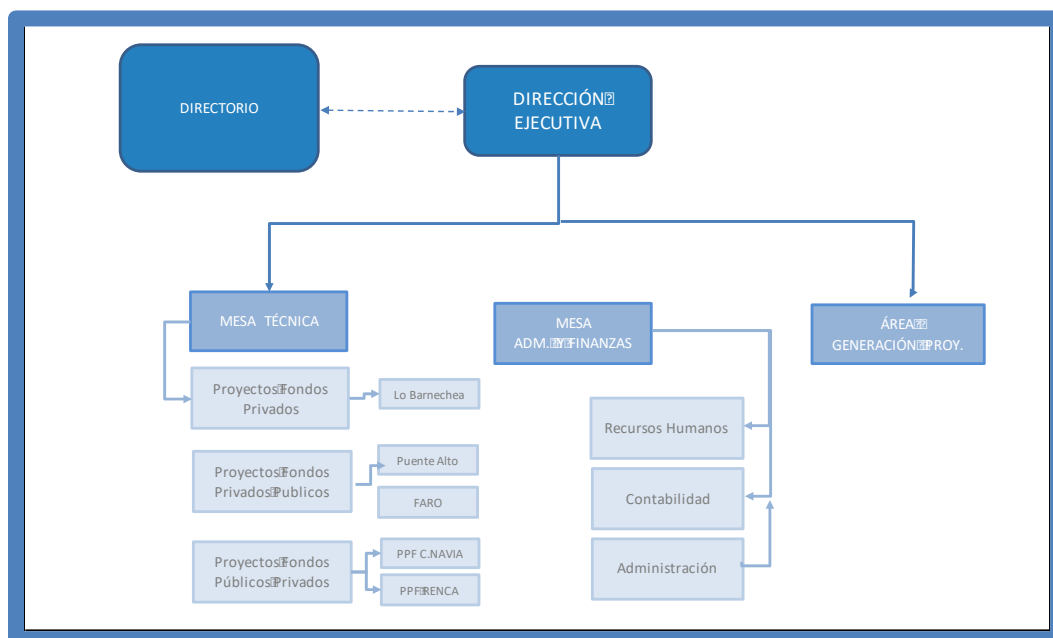 DIRECTORIO
DIRECCIÓN
EJECUTIVA
MESA TÉCNICA
MESA
ADM. Y FINANZAS
ÁREA
GENERACIÓN PROY.
Proyectos Fondos
Privados
Lo Barnechea
Recursos Humanos
Proyectos Fondos
Privados Publicos
Puente Alto
FARO
Contabilidad
Proyectos Fondos
Públicos Privados
PPF C.NAVIA
PPF RENCA
Administración